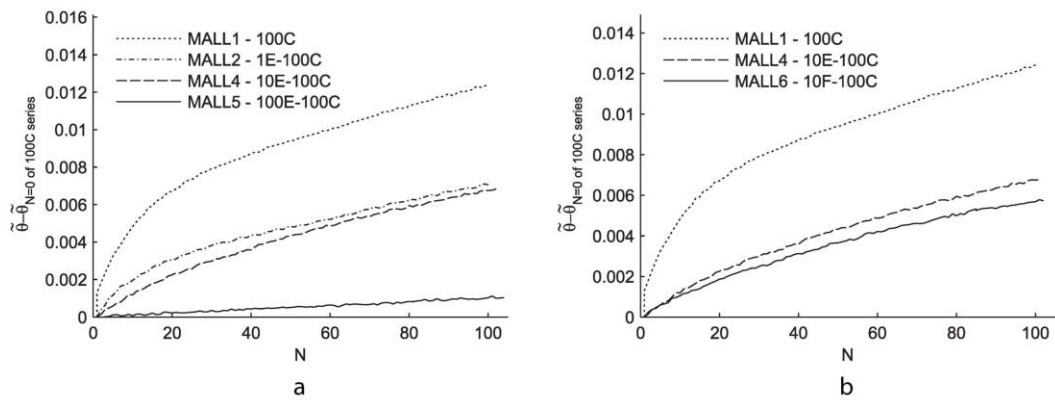 0.016
0.014
0.012
0.01
0.008
0.006
0.004
0.002
0
θ̃–θ̃N=0 of 100C series
MALL1 - 100C
MALL2 - 1E-100C
MALL4 - 10E-100C
MALL5 - 100E-100C
0 20 40 60 80 100
N
a
0.014
0.012
0.01
0.008
0.006
0.004
0.002
0
θ̃–θ̃N=0 of 100C series
MALL1 - 100C
MALL4 - 10E-100C
MALL6 - 10F-100C
0 20 40 60 80 100
N
b